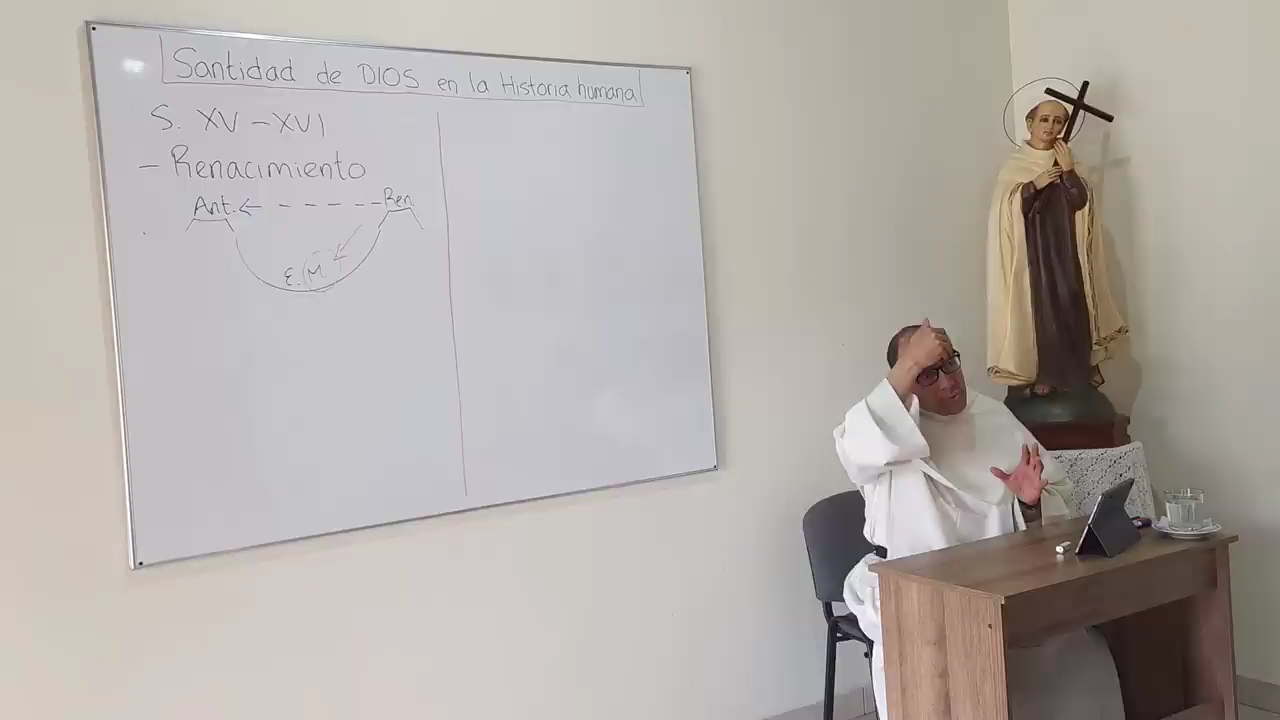 Santidad de DIOS en la Historia humana
S. XV - XVI
- Renacimiento
Ant. Ren.
E. M.